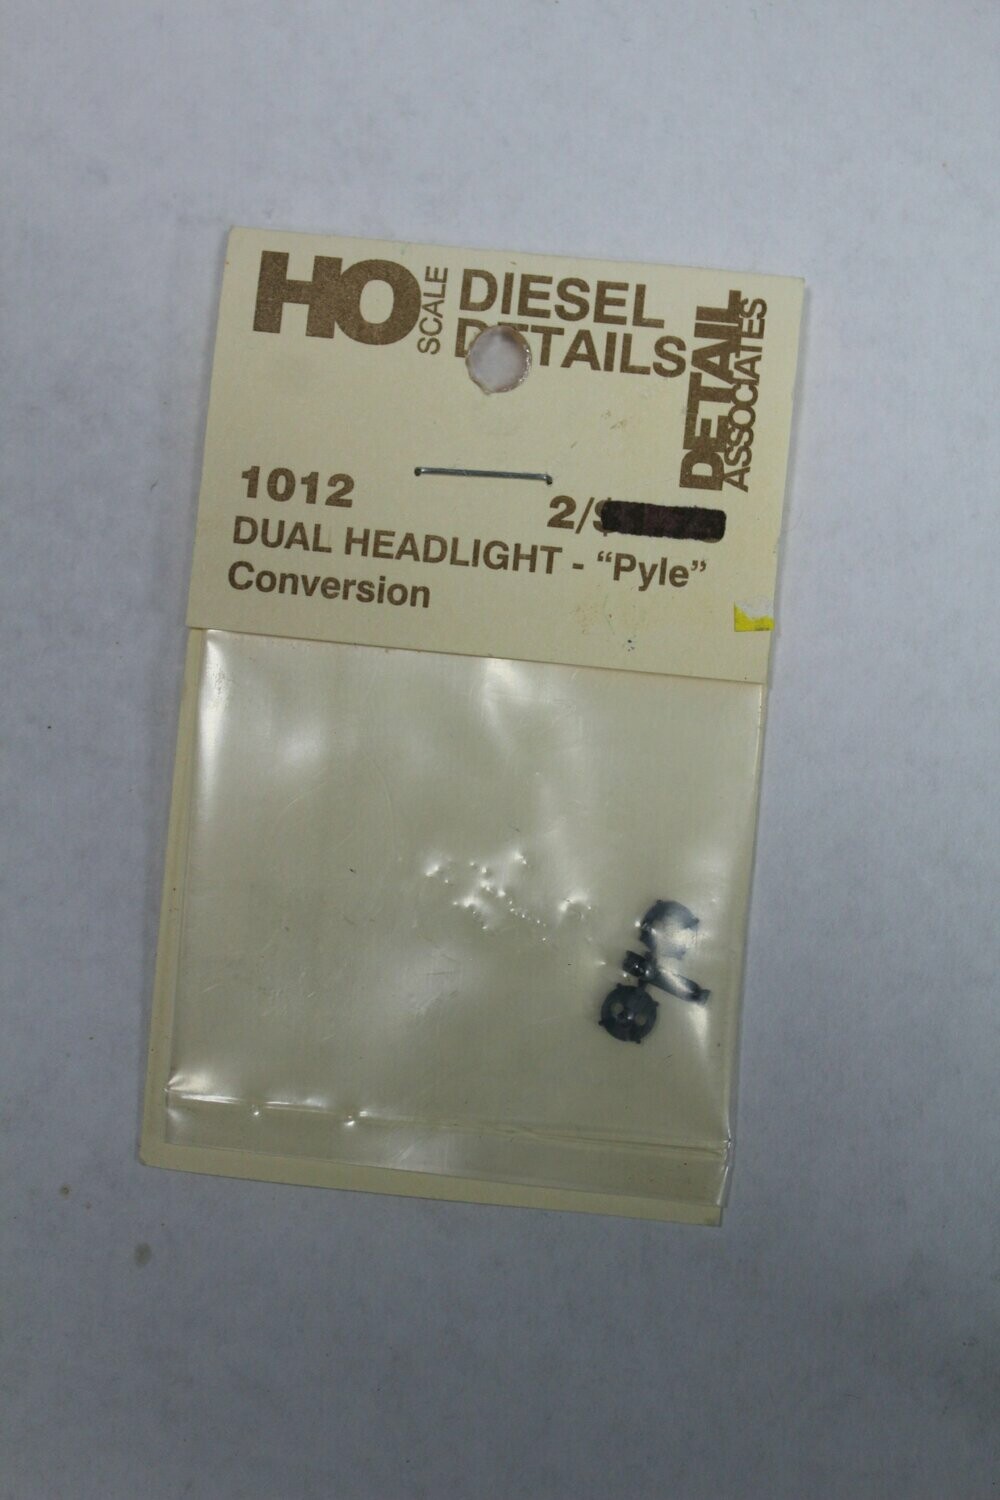 HO SCALE DIESEL
DETAILS
DETAIL
ASSOCIATES
1012
2/$
DUAL HEADLIGHT - “Pyle”
Conversion